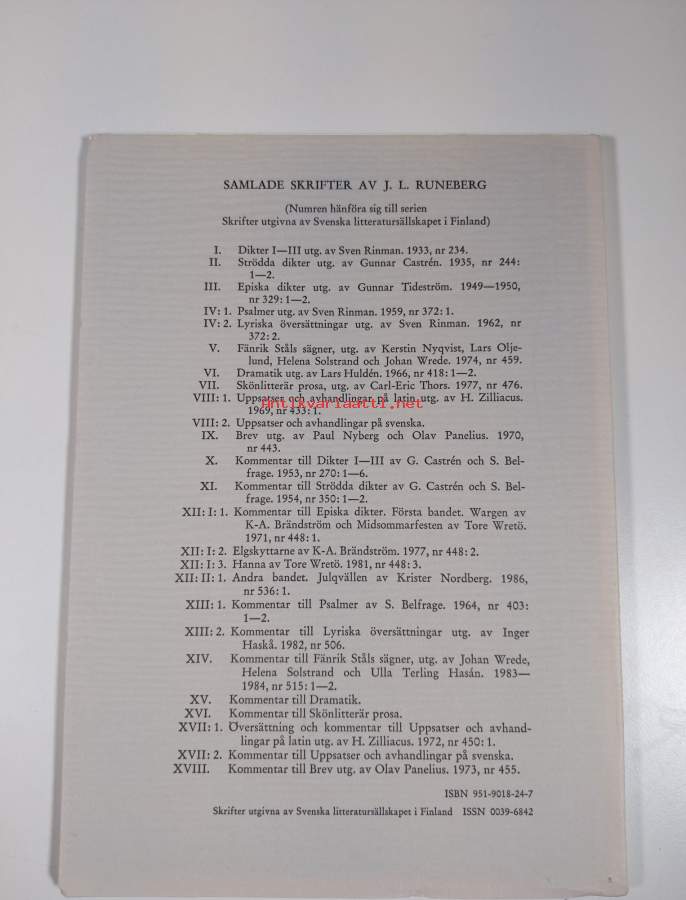 SAMLADE SKRIFTER AV J. L. RUNEBERG
(Numren hänföra sig till serien
Skrifter utgivna av Svenska litteratursällskapet i Finland)
I. Dikter I—III utg. av Sven Rinman. 1933, nr 234.
II. Strödda dikter utg. av Gunnar Castrén. 1935, nr 244:
1—2.
III. Episka dikter utg. av Gunnar Tideström. 1949—1950,
nr 329: 1—2.
IV: 1. Psalmer utg. av Sven Rinman. 1959, nr 372: 1.
IV: 2. Lyriska översättningar utg. av Sven Rinman. 1962, nr
372: 2.
V. Fänrik Ståls sägner, utg. av Kerstin Nyqvist, Lars Olje-
lund, Helena Solstrand och Johan Wrede. 1974, nr 459.
VI. Dramatik utg. av Lars Huldén. 1966, nr 418: 1—2.
VII. Skönlitterär prosa, utg. av Carl-Eric Thors. 1977, nr 476.
VIII: 1. Uppsatser och avhandlingar på latin utg. av H. Zilliacus.
Antikvariaatti.net
1969, nr 433: 1.
VIII: 2. Uppsatser och avhandlingar på svenska.
IX. Brev utg. av Paul Nyberg och Olav Panelius. 1970,
nr 443.
X. Kommentar till Dikter I—III av G. Castrén och S. Bel-
frage. 1953, nr 270: 1—6.
XI. Kommentar till Strödda dikter av G. Castrén och S. Bel-
frage. 1954, nr 350: 1—2.
XII: I: 1. Kommentar till Episka dikter. Första bandet. Wargen av
K-A. Brändström och Midsommarfesten av Tore Wretö.
1971, nr 448: 1.
XII: I: 2. Elgskyttarne av K-A. Brändström. 1977, nr 448: 2.
XII: I: 3. Hanna av Tore Wretö. 1981, nr 448: 3.
XII: II: 1. Andra bandet. Julqvällen av Krister Nordberg. 1986,
nr 536: 1.
XIII: 1. Kommentar till Psalmer av S. Belfrage. 1964, nr 403:
1—2.
XIII: 2. Kommentar till Lyriska översättningar utg. av Inger
Haskå. 1982, nr 506.
XIV. Kommentar till Fänrik Ståls sägner, utg. av Johan Wrede,
Helena Solstrand och Ulla Terling Hasán. 1983—
1984, nr 515: 1—2.
XV. Kommentar till Dramatik.
XVI. Kommentar till Skönlitterär prosa.
XVII: 1. Översättning och kommentar till Uppsatser och avhand-
lingar på latin utg. av H. Zilliacus. 1972, nr 450: 1.
XVII: 2. Kommentar till Uppsatser och avhandlingar på svenska.
XVIII. Kommentar till Brev utg. av Olav Panelius. 1973, nr 455.
ISBN 951-9018-24-7
Skrifter utgivna av Svenska litteratursällskapet i Finland ISSN 0039-6842